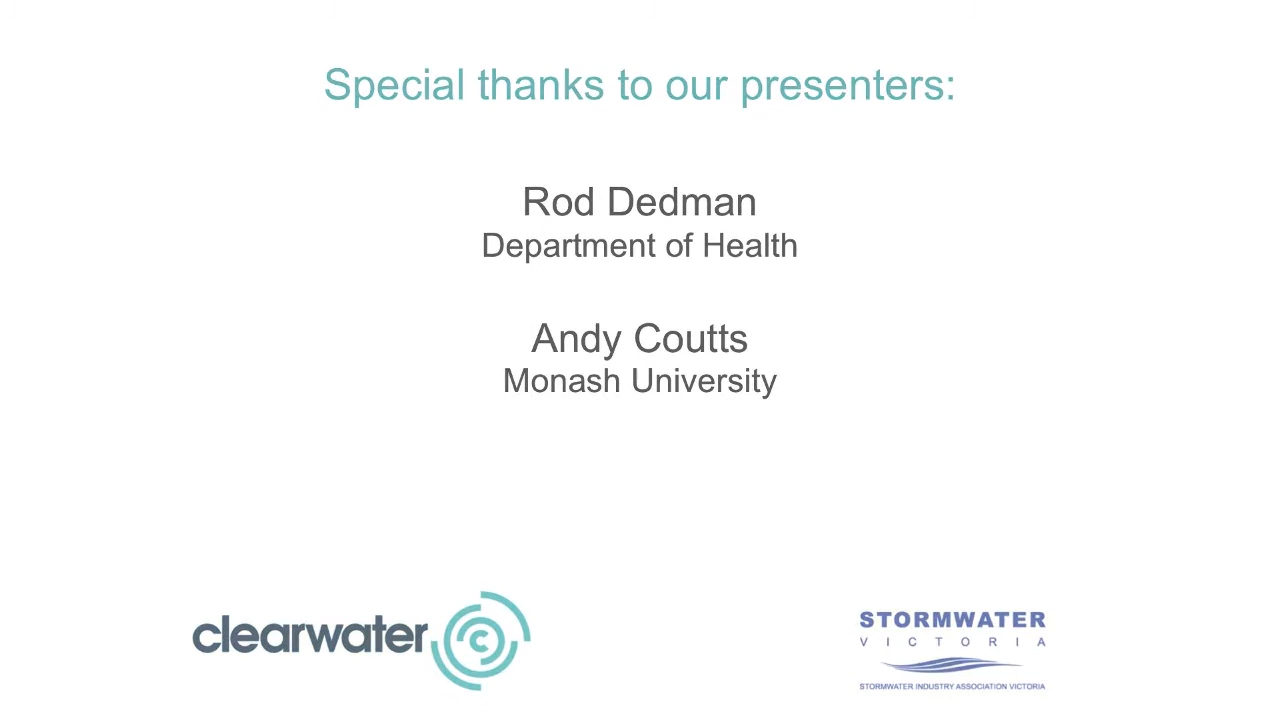 Special thanks to our presenters:
Rod Dedman
Department of Health
Andy Coutts
Monash University
clearwater c
STORMWATER
VICTORIA
STORMWATER INDUSTRY ASSOCIATION VICTORIA